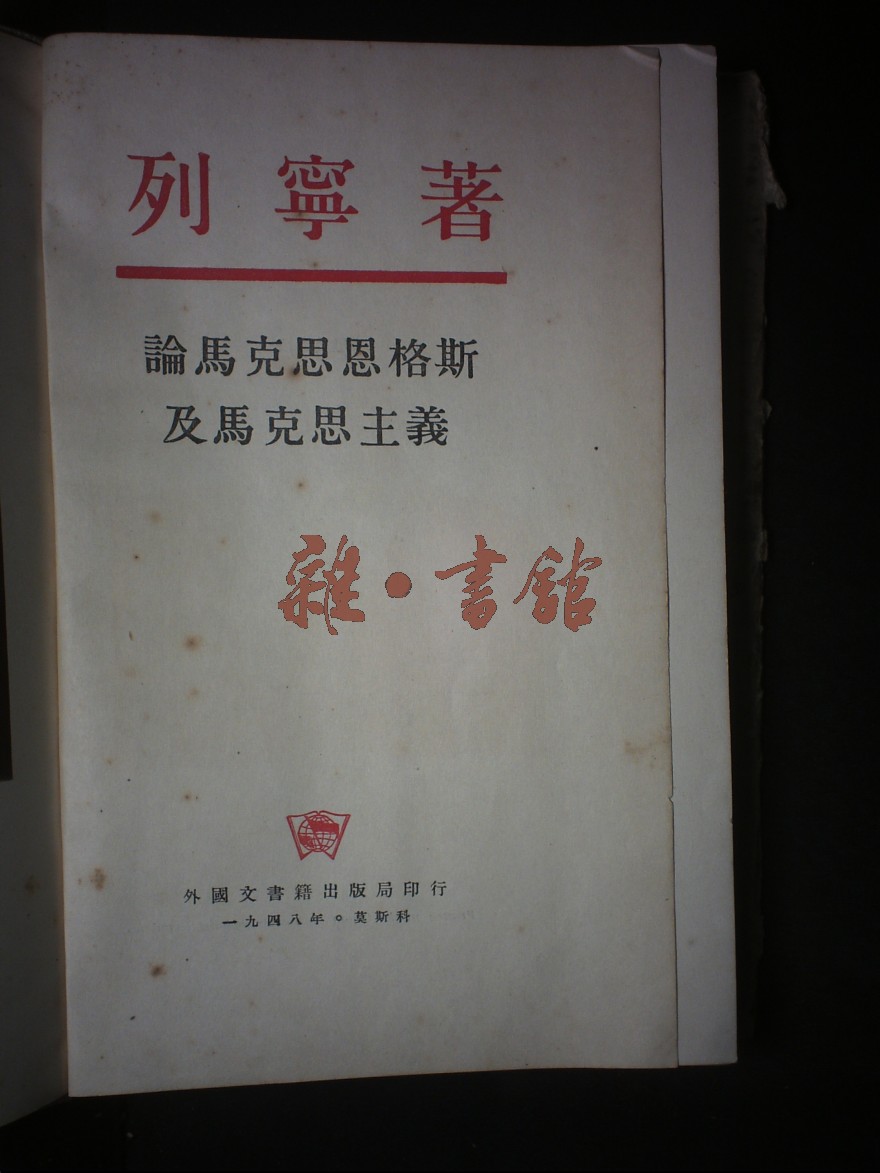 列寧著
論馬克思恩格斯
及馬克思主義
雜·書館
外國文書籍出版局印行
一九四八年。莫斯科